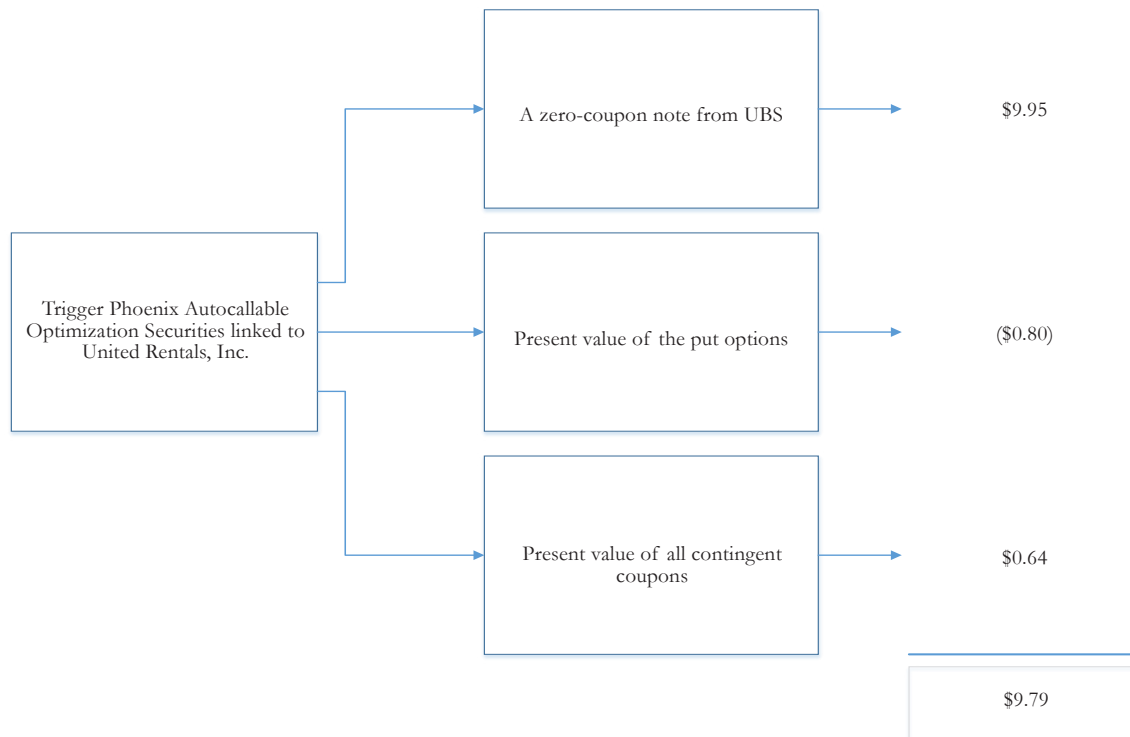 A zero-coupon note from UBS
$9.95
Trigger Phoenix Autocallable
Optimization Securities linked to
United Rentals, Inc.
Present value of the put options
($0.80)
Present value of all contingent
coupons
$0.64
$9.79